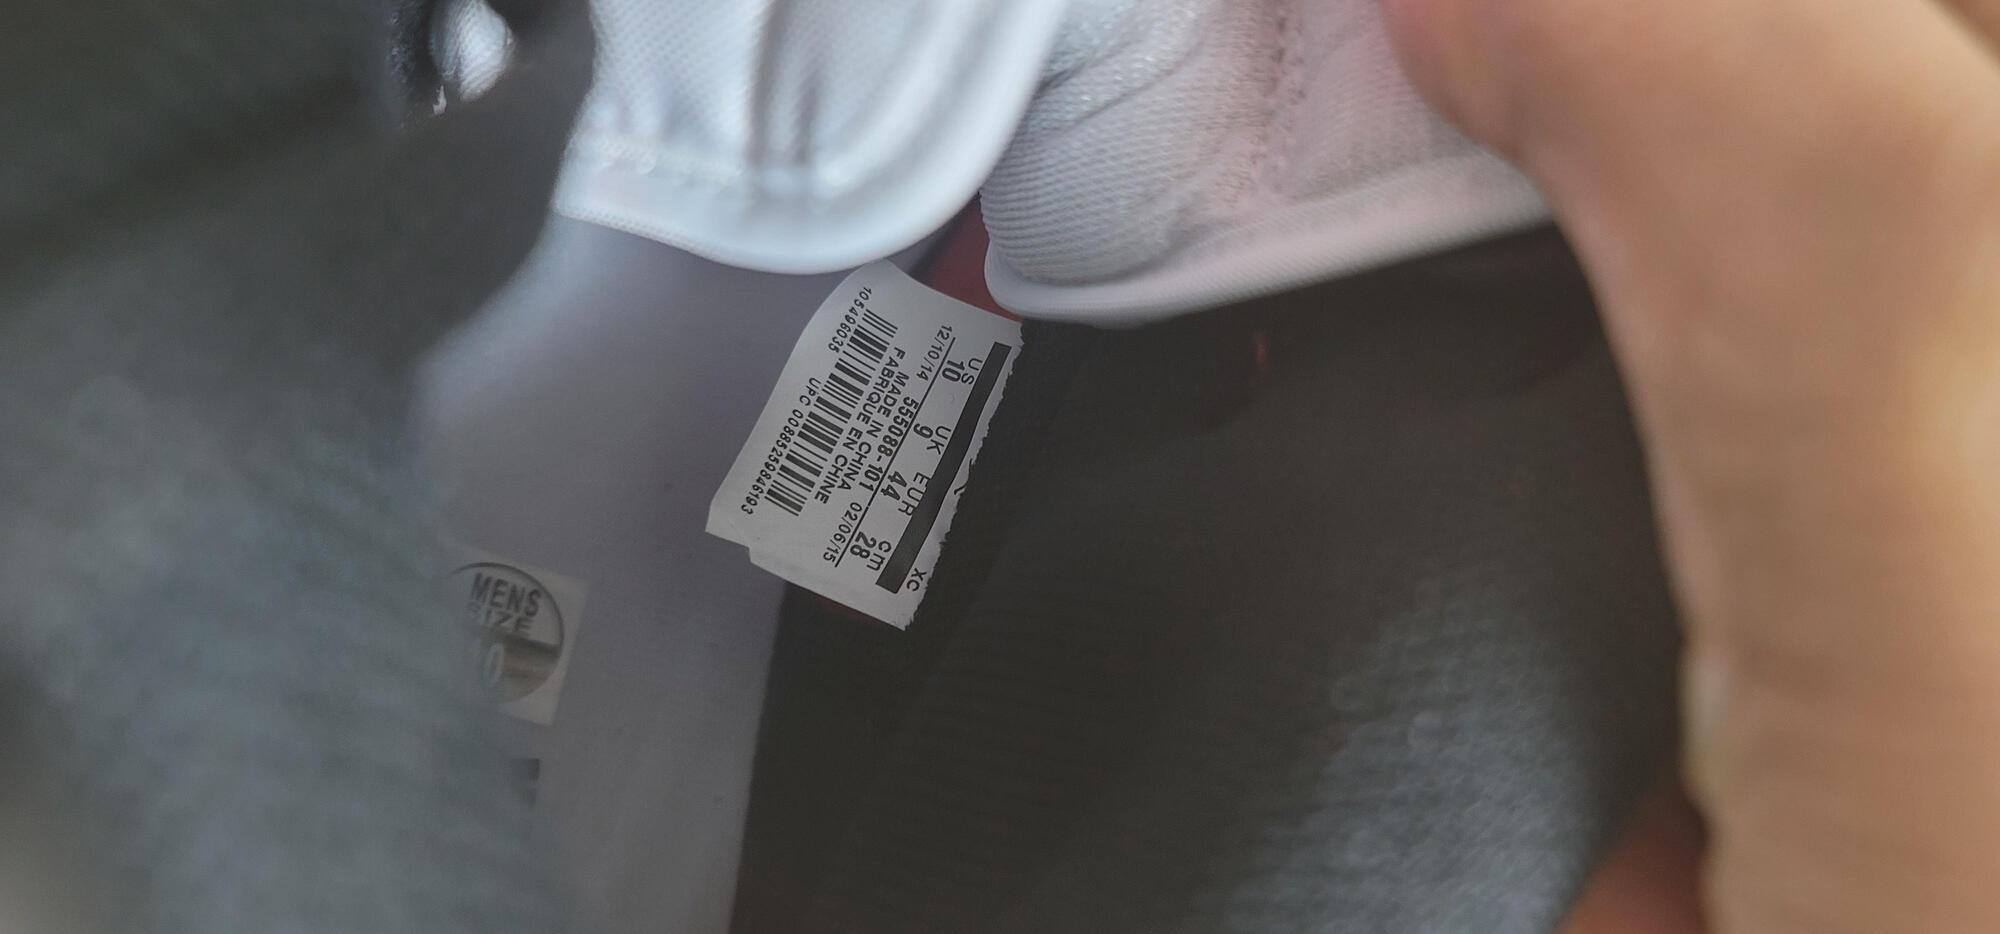 XC
US UK EUR cm
10 9 44 28
12/10/14 02/06/15
555088-101
MADE IN CHINA
FABRIQUE EN CHINE
105496035
UPC 00885259846193
MENS
SIZE